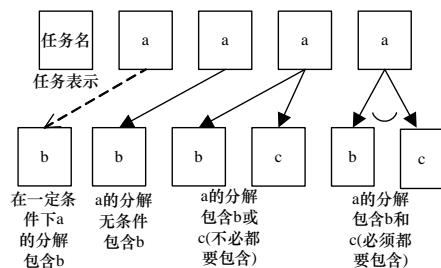 任务名
a
a
a
a
任务表示
b
b
b
c
b
c
在一定条
件下a
的分解
包含b
a的分解
无条件
包含b
a的分解
包含b或
c(不必都
要包含)
a的分解
包含b和
c(必须都
要包含)